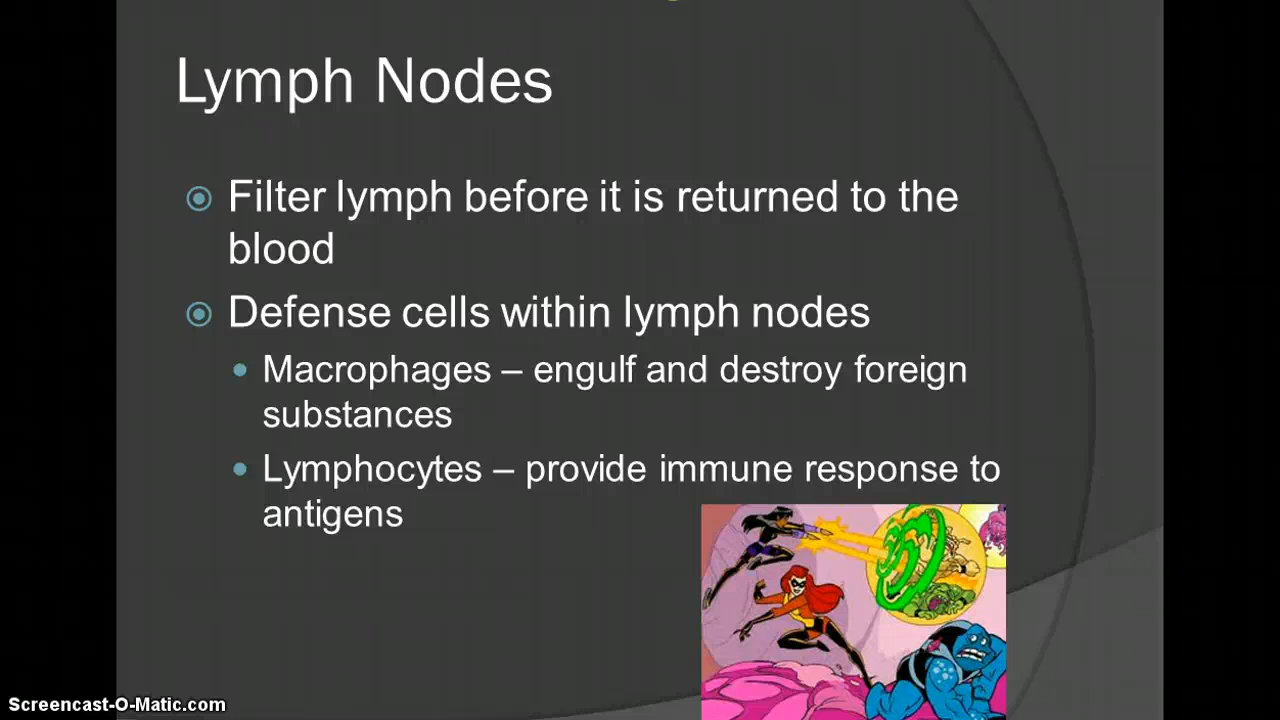 Lymph Nodes
Filter lymph before it is returned to the
blood
Defense cells within lymph nodes
Macrophages – engulf and destroy foreign
substances
Lymphocytes – provide immune response to
antigens
Screencast-O-Matic.com